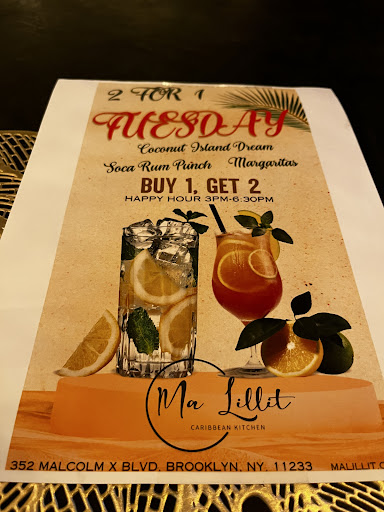 2 FOR 1
TUESDAY
Coconut Island Dream
Soca Rum Punch Margaritas
BUY 1, GET 2
HAPPY HOUR 3PM-6:30PM
Ma Lillit
CARIBBEAN KITCHEN
352 MALCOLM X BLVD, BROOKLYN, NY, 11233